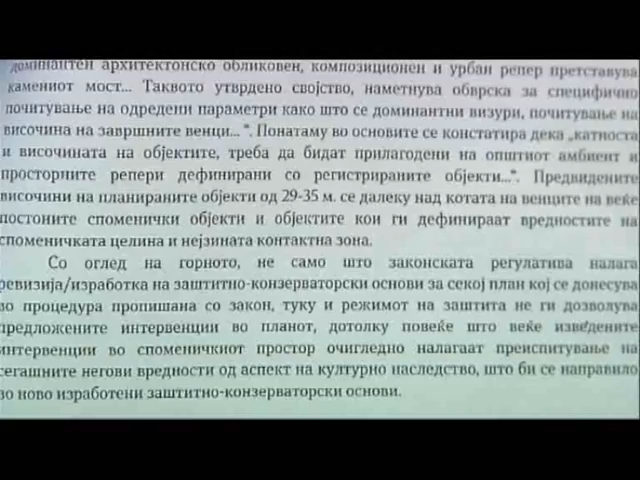 доминантен архитектонско обликовен, композиционен и урбан репер претставува
камениот мост... Таквото утврдено својство, наметнува обврска за специфично
почитување на одредени параметри како што се доминантни визури, почитување на
височина на завршните венци... “. Понатаму во основите се констатира дека „катноста
и височината на објектите, треба да бидат прилагодени на општиот амбиент и
просторните репери дефинирани со регистрираните објекти...“. Предвидените
височини на планираните објекти од 29-35 м. се далеку над котата на венците на веќе
постоните споменички објекти и објектите кои ги дефинираат вредностите на
споменичката целина и нејзината контактна зона.
Со оглед на горното, не само што законската регулатива налага
ревизија/изработка на заштитно-конзерваторски основи за секој план кој се донесува
во процедура пропишана со закон, туку и режимот на заштита не ги дозволува
предложените интервенции во планот, дотолку повеќе што веќе изведените
интервенции во споменичкиот простор очигледно налагаат преиспитување на
сегашните негови вредности од аспект на културно наследство, што би се направило
во ново изработени заштитно-конзерваторски основи.